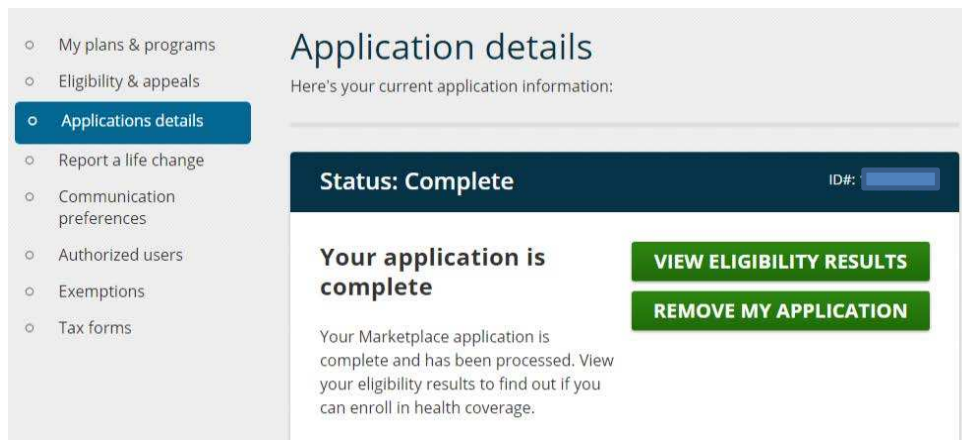 My plans & programs
Eligibility & appeals
Applications details
Report a life change
Communication
preferences
Authorized users
Exemptions
Tax forms
Application details
Here's your current application information:
Status: Complete
ID#:
Your application is
complete
Your Marketplace application is
complete and has been processed. View
your eligibility results to find out if you
can enroll in health coverage.
VIEW ELIGIBILITY RESULTS
REMOVE MY APPLICATION